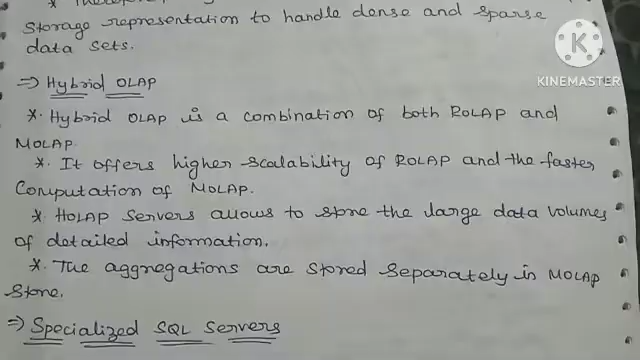 Storage representation to handle dense and sparse
data sets.
K
KINEMASTER
⇒ Hybrid OLAP
*. Hybrid OLAP is a combination of both ROLAP and
MOLAP.
*. It offers higher scalability of ROLAP and the faster
Computation of MOLAP.
*. HOLAP Servers allows to store the large data volumes
of detailed information.
*. The aggregations are stored separately in MOLAP
Store.
⇒ Specialized SQL Servers